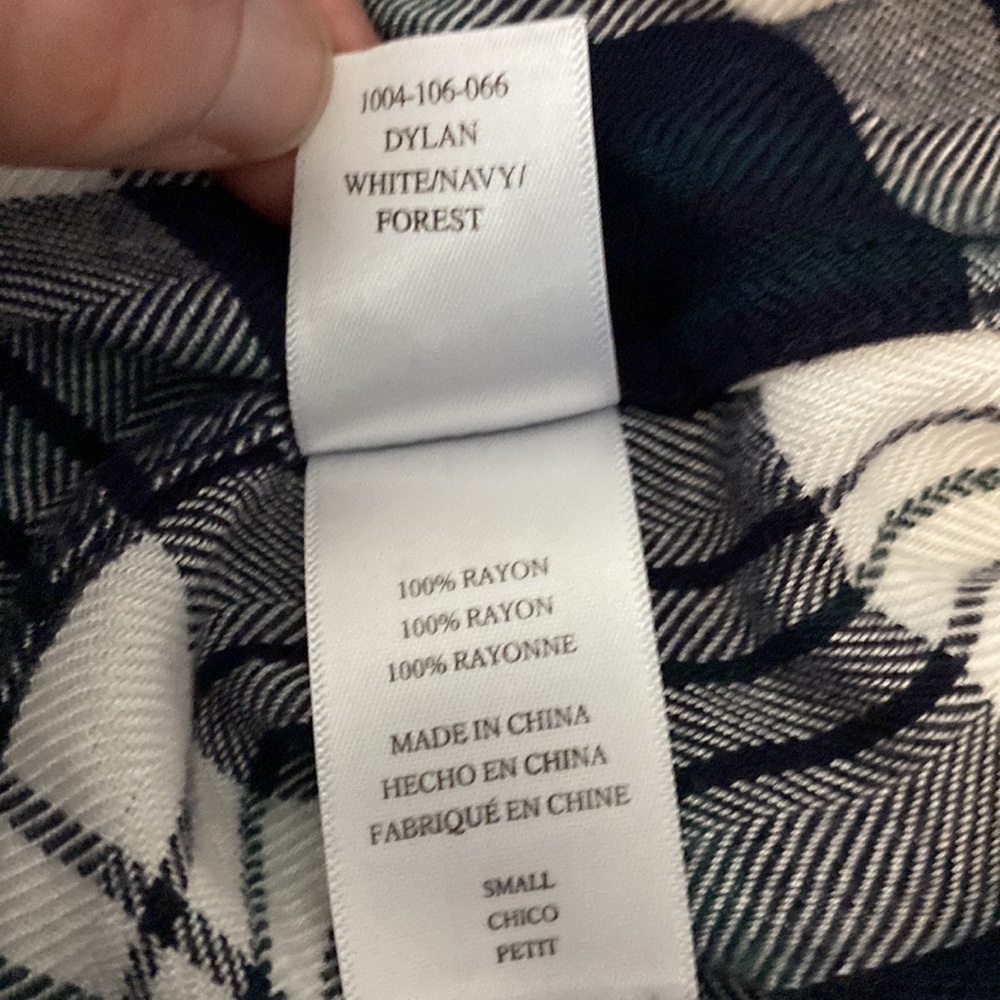 1004-106-066
DYLAN
WHITE/NAVY/
FOREST
100% RAYON
100% RAYON
100% RAYONNE
MADE IN CHINA
HECHO EN CHINA
FABRIQUÉ EN CHINE
SMALL
CHICO
PETIT